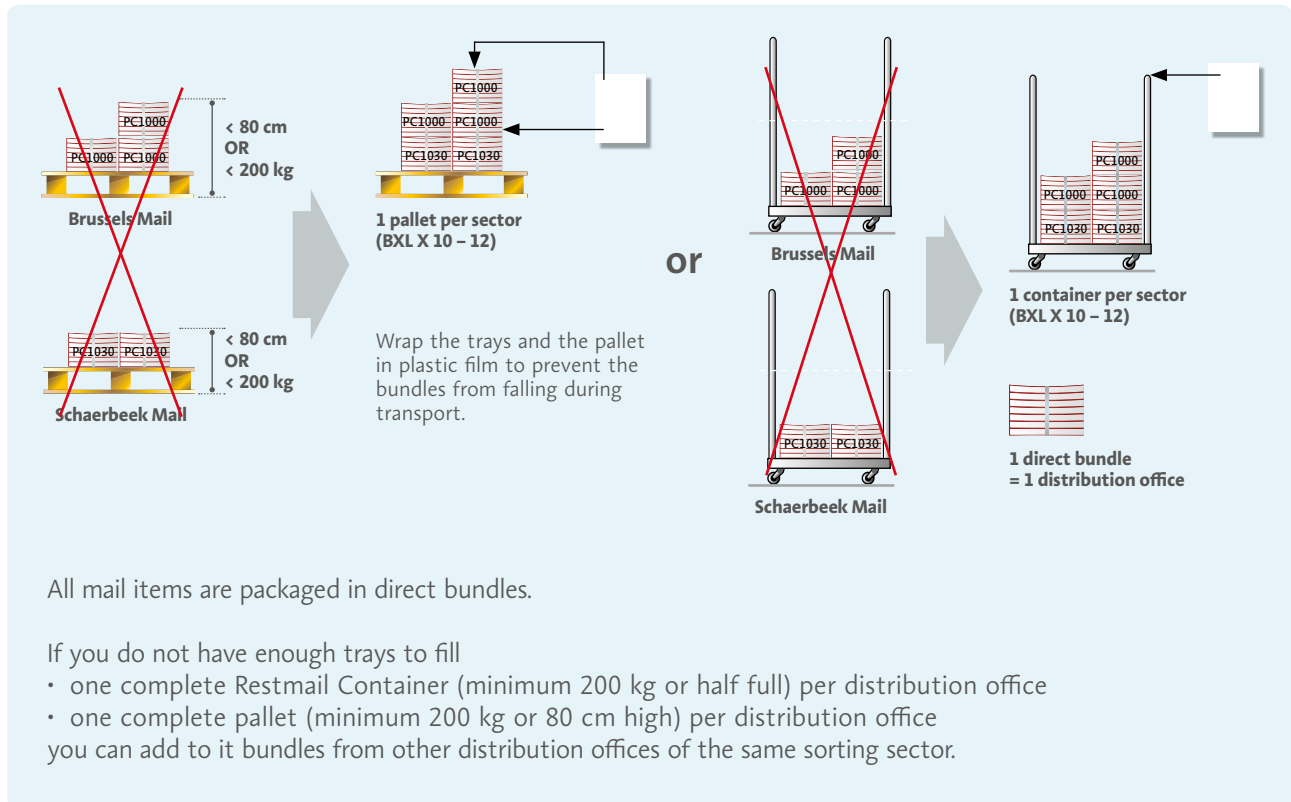 PC1000
PC1000 PC1000
< 80 cm
OR
< 200 kg
Brussels Mail
PC1030 PC1030
< 80 cm
OR
< 200 kg
Schaerbeek Mail
PC1000
PC1000 PC1000
PC1030 PC1030
1 pallet per sector
(BXL X 10 – 12)
Wrap the trays and the pallet
in plastic film to prevent the
bundles from falling during
transport.
or
PC1000
PC1000 PC1000
Brussels Mail
PC1030 PC1030
Schaerbeek Mail
PC1000
PC1000 PC1000
PC1030 PC1030
1 container per sector
(BXL X 10 – 12)
1 direct bundle
= 1 distribution office
All mail items are packaged in direct bundles.
If you do not have enough trays to fill
• one complete Restmail Container (minimum 200 kg or half full) per distribution office
• one complete pallet (minimum 200 kg or 80 cm high) per distribution office
you can add to it bundles from other distribution offices of the same sorting sector.